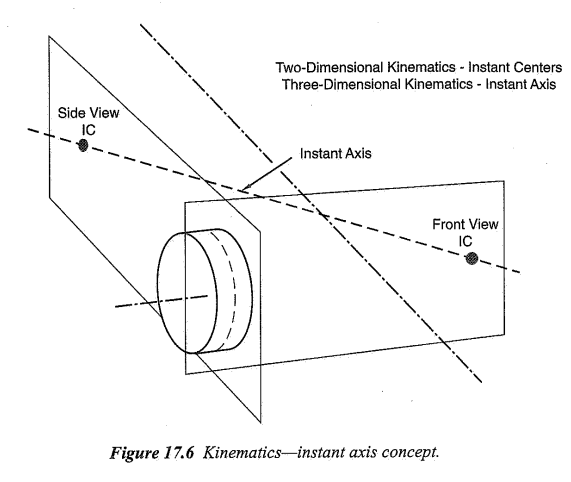 Two-Dimensional Kinematics - Instant Centers
Three-Dimensional Kinematics - Instant Axis
Side View
IC
Instant Axis
Front View
IC
Figure 17.6 Kinematics—instant axis concept.